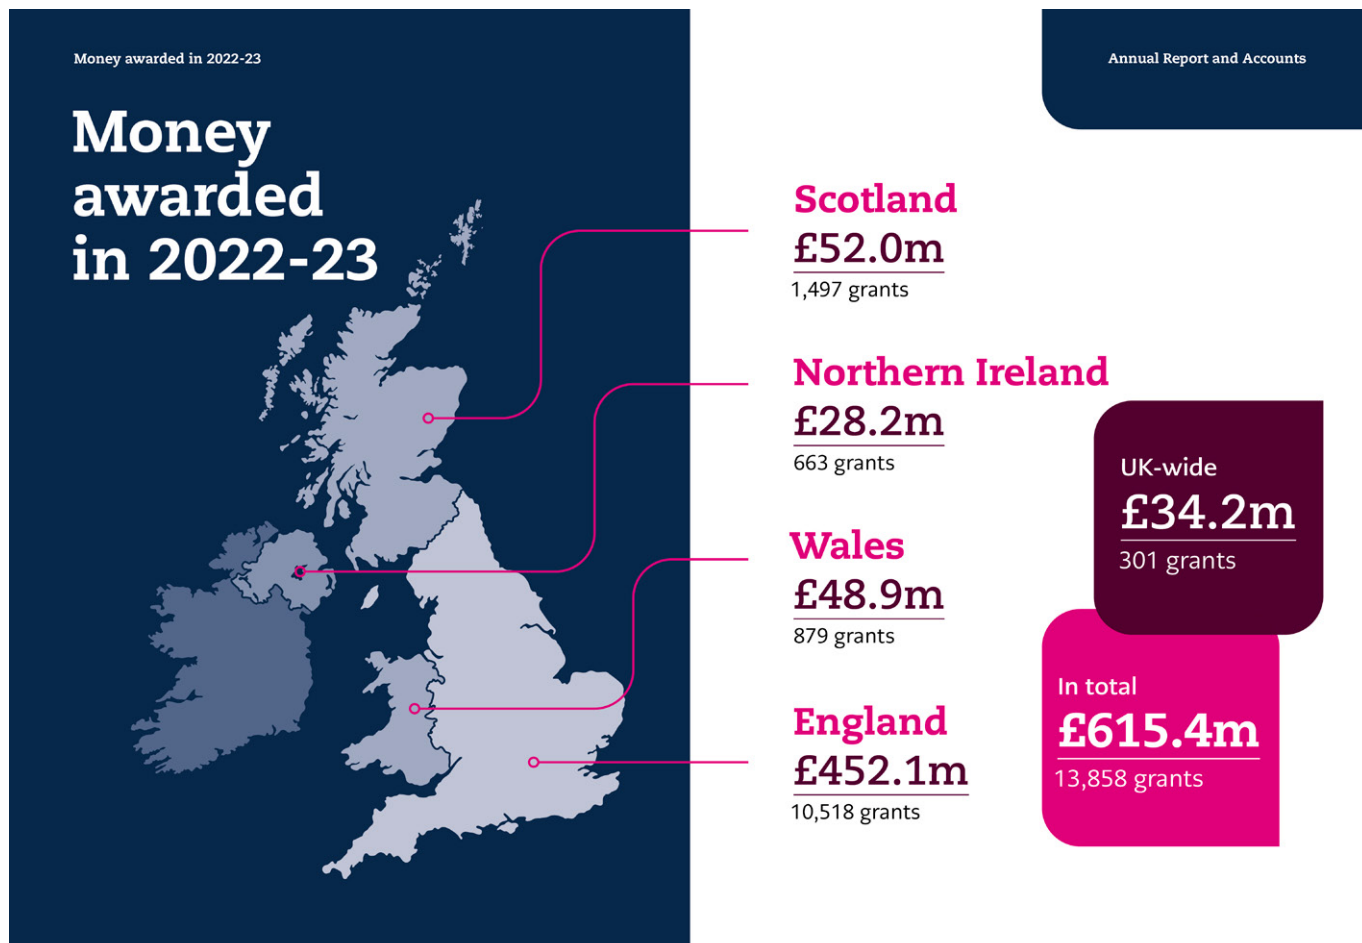 Money awarded in 2022-23
Annual Report and Accounts
Money
awarded
in 2022-23
Scotland
£52.0m
1,497 grants
Northern Ireland
£28.2m
663 grants
Wales
£48.9m
879 grants
England
£452.1m
10,518 grants
UK-wide
£34.2m
301 grants
In total
£615.4m
13,858 grants